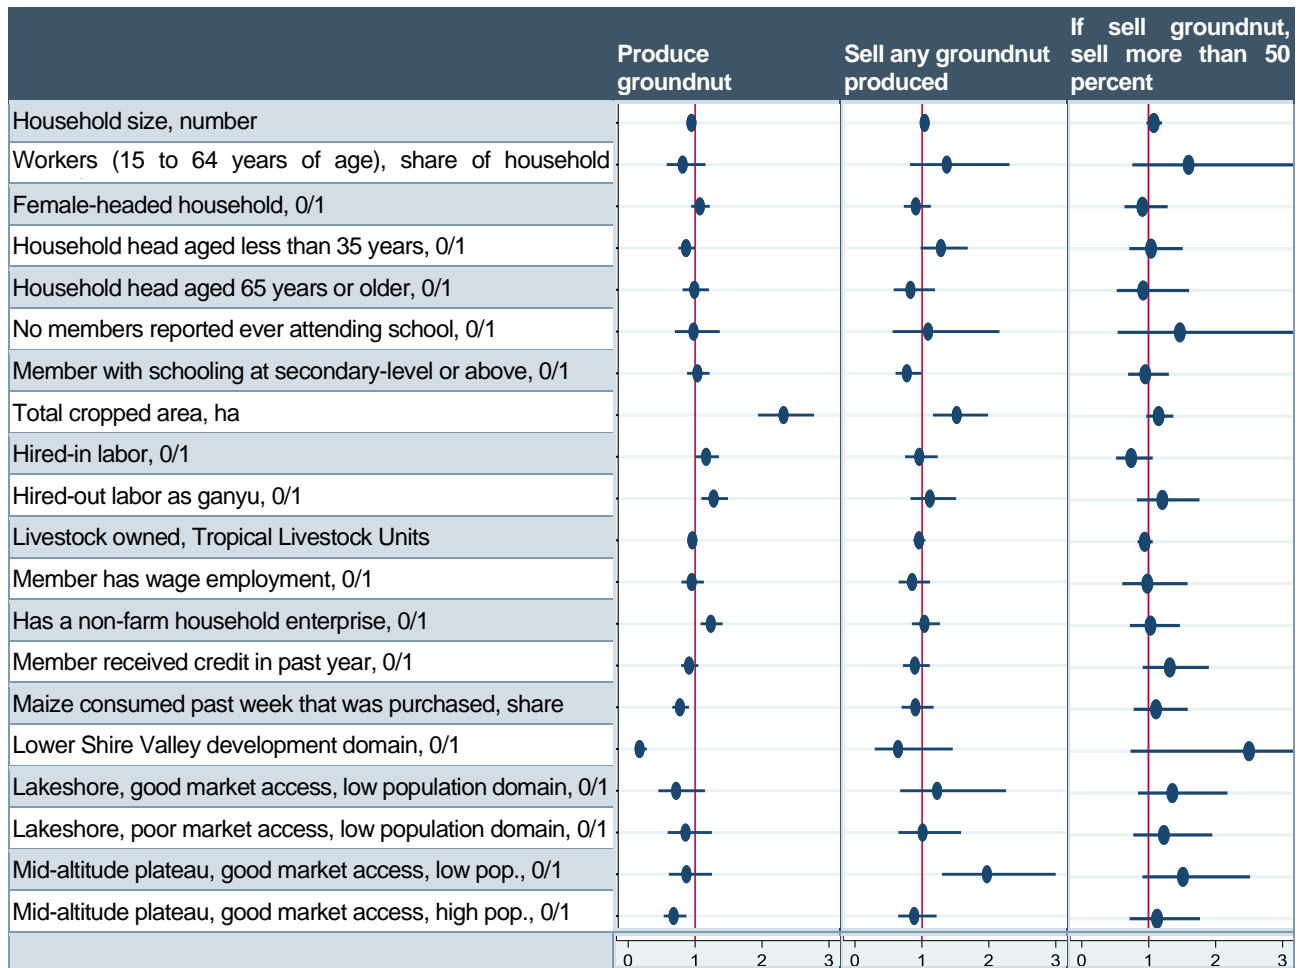 Produce
groundnut
Sell any groundnut
produced
If sell groundnut,
sell more than 50
percent
Household size, number
Workers (15 to 64 years of age), share of household
Female-headed household, 0/1
Household head aged less than 35 years, 0/1
Household head aged 65 years or older, 0/1
No members reported ever attending school, 0/1
Member with schooling at secondary-level or above, 0/1
Total cropped area, ha
Hired-in labor, 0/1
Hired-out labor as ganyu, 0/1
Livestock owned, Tropical Livestock Units
Member has wage employment, 0/1
Has a non-farm household enterprise, 0/1
Member received credit in past year, 0/1
Maize consumed past week that was purchased, share
Lower Shire Valley development domain, 0/1
Lakeshore, good market access, low population domain, 0/1
Lakeshore, poor market access, low population domain, 0/1
Mid-altitude plateau, good market access, low pop., 0/1
Mid-altitude plateau, good market access, high pop., 0/1
0 1 2 3
0 1 2 3
0 1 2 3